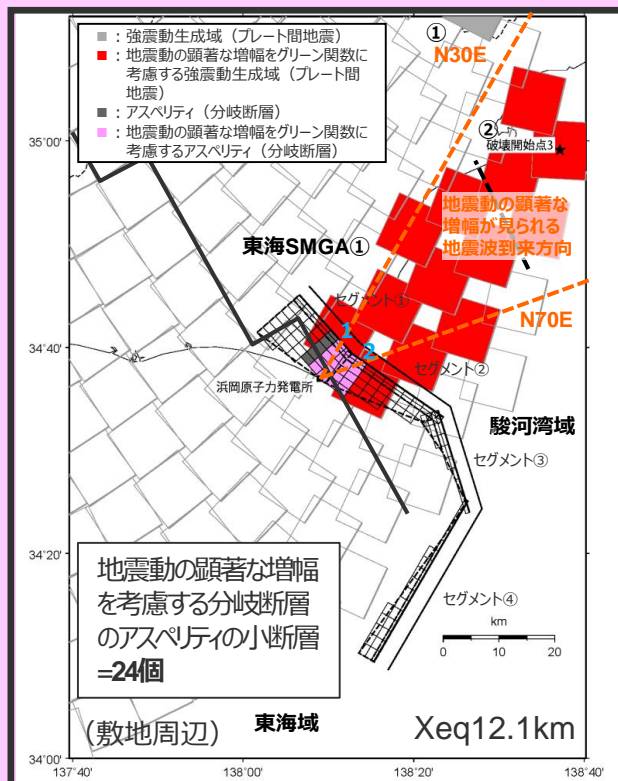 ：強震動生成域（プレート間地震）
：地震動の顕著な増幅をグリーン関数に
考慮する強震動生成域（プレート間
地震）
：アスペリティ（分岐断層）
：地震動の顕著な増幅をグリーン関数に
考慮するアスペリティ（分岐断層）
①
N30E
②
破壊開始点3
地震動の顕著な
増幅が見られる
地震波到来方向
東海SMGA①
N70E
セグメント①
1
2
セグメント②
浜岡原子力発電所
駿河湾域
セグメント③
セグメント④
km
0 10 20
地震動の顕著な増幅
を考慮する分岐断層
のアスペリティの小断層
=24個
（敷地周辺）
東海域
Xeq12.1km
35°00'
34°40'
34°20'
34°00'
137°40' 138°00' 138°20' 138°40'